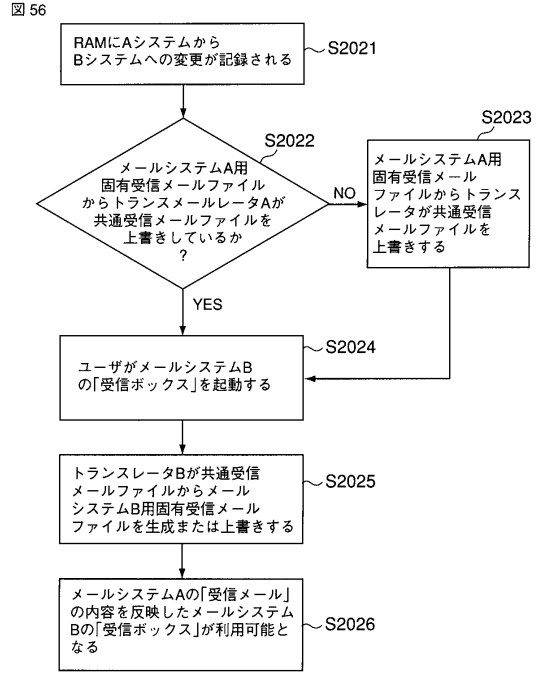 図 56
RAMにAシステムから
Bシステムへの変更が記録される
S2021
S2022
メールシステムA用
固有受信メールファイル
からトランスメールレータAが
共通受信メールファイルを
上書きしているか
?
NO
YES
S2023
メールシステムA用
固有受信メール
ファイルからトランス
レータが共通受信
メールファイルを
上書きする
S2024
ユーザがメールシステムB
の「受信ボックス」を起動する
S2025
トランスレータBが共通受信
メールファイルからメール
システムB用固有受信メール
ファイルを生成または上書きする
S2026
メールシステムAの「受信メール」
の内容を反映したメールシステム
Bの「受信ボックス」が利用可能と
なる